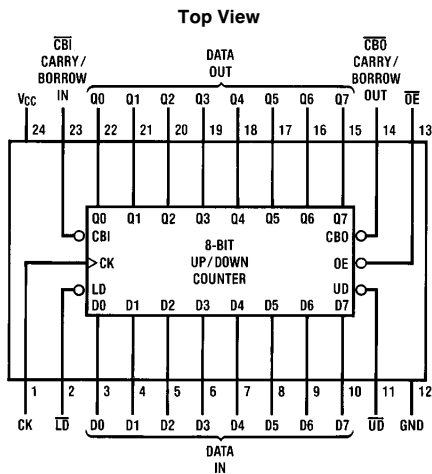 Top View
CBI
CARRY/
BORROW
IN
DATA
OUT
CBO
CARRY/
BORROW
OUT
OE
VCC Q0 Q1 Q2 Q3 Q4 Q5 Q6 Q7
24 23 22 21 20 19 18 17 16 15 14 13
Q0 Q1 Q2 Q3 Q4 Q5 Q6 Q7
CBI CBO
8-BIT
UP/DOWN
COUNTER
CK OE
LD UD
D0 D1 D2 D3 D4 D5 D6 D7
1 2 3 4 5 6 7 8 9 10 11 12
CK LD D0 D1 D2 D3 D4 D5 D6 D7 UD GND
DATA
IN